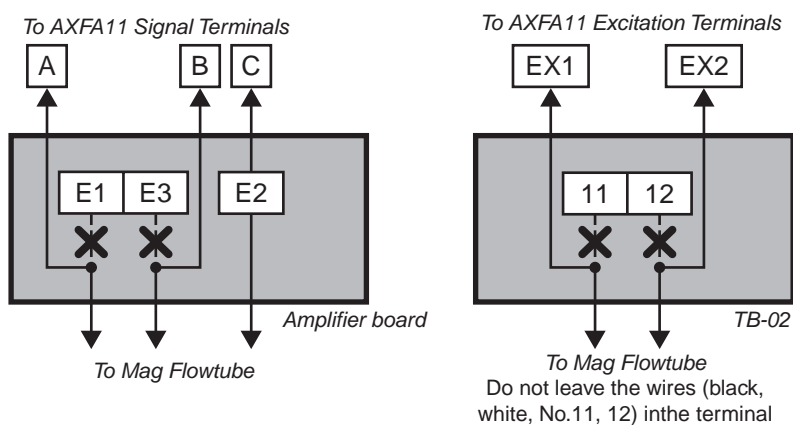 To AXFA11 Signal Terminals
A B C
E1 E3 E2
Amplifier board
To Mag Flowtube
To AXFA11 Excitation Terminals
EX1 EX2
11 12
TB-02
To Mag Flowtube
Do not leave the wires (black,
white, No.11, 12) inthe terminal